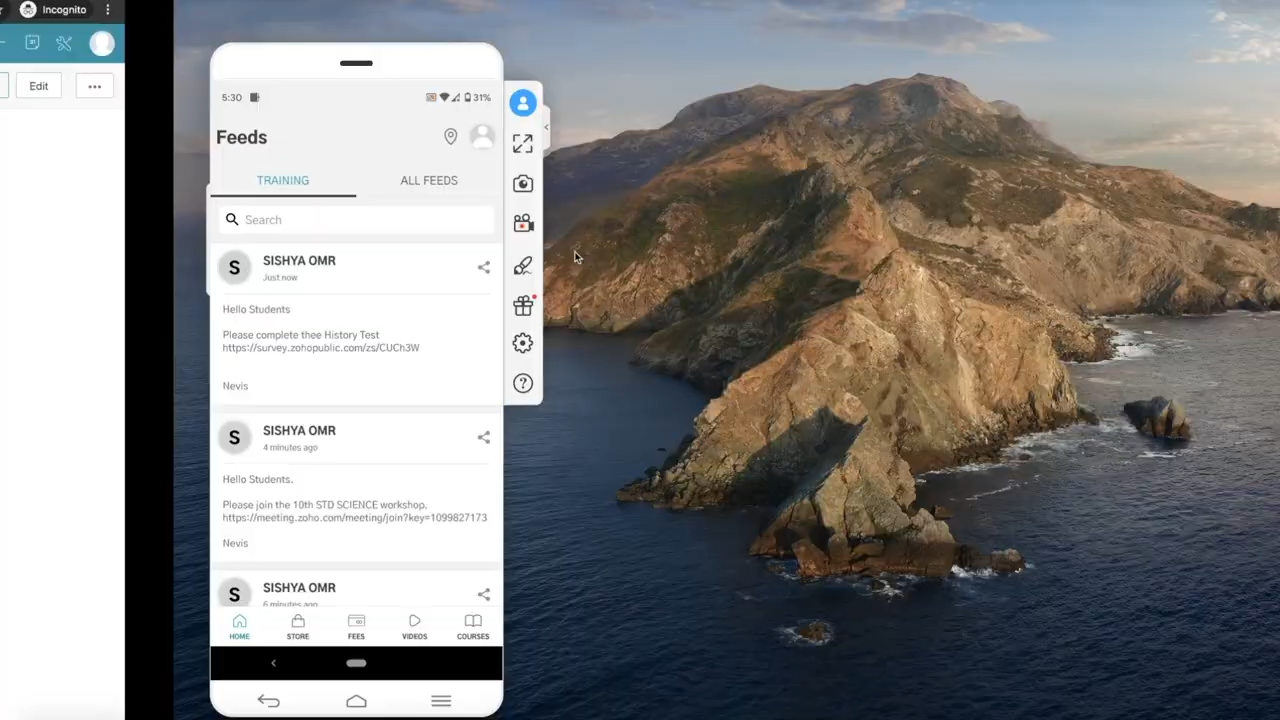 Incognito
Edit
5:30
31%
Feeds
TRAINING
ALL FEEDS
Search
S
SISHYA OMR
Just now
Hello Students
Please complete thee History Test
https://survey.zohopublic.com/zs/CUCh3W
Nevis
S
SISHYA OMR
4 minutes ago
Hello Students.
Please join the 10th STD SCIENCE workshop.
https://meeting.zoho.com/meeting/join?key=1099827173
Nevis
S
SISHYA OMR
6 minutes ago
HOME
STORE
FEES
VIDEOS
COURSES